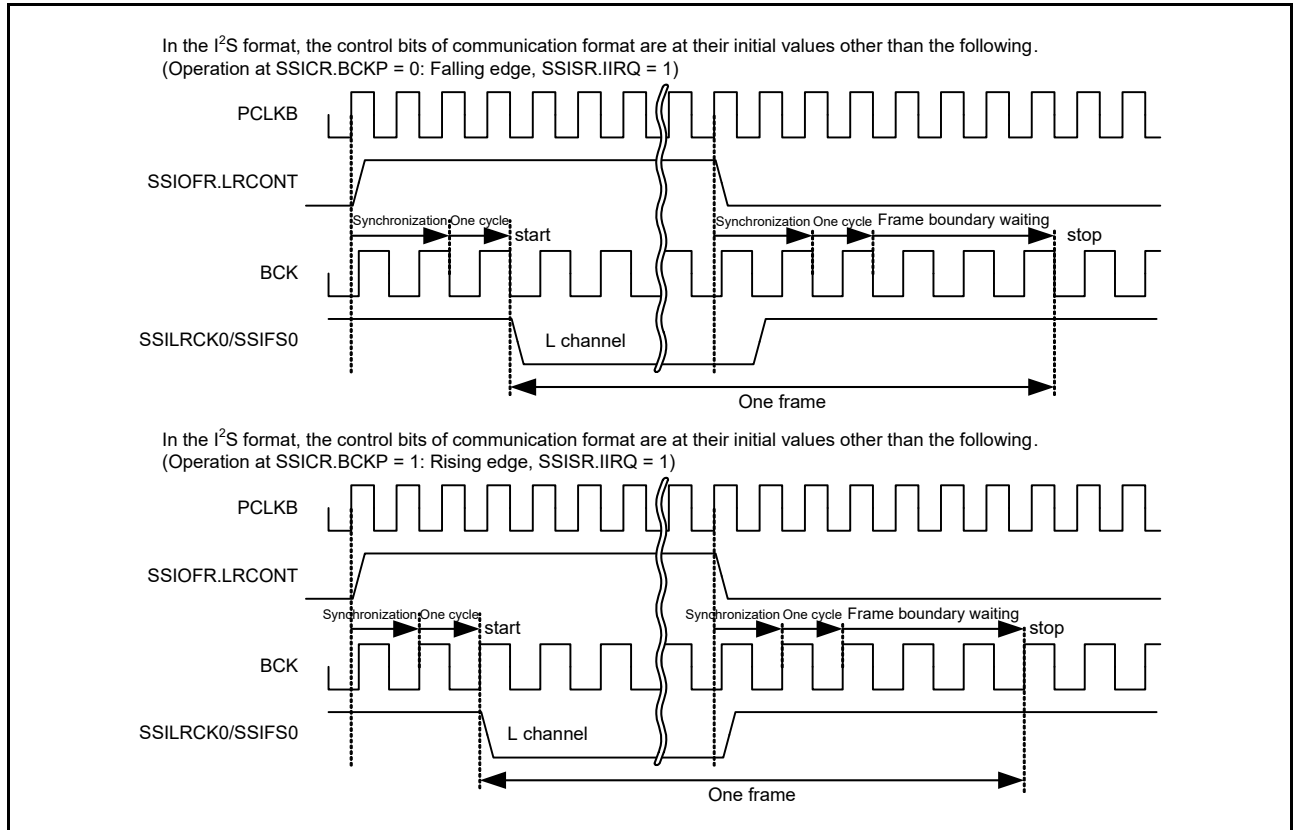 In the I²S format, the control bits of communication format are at their initial values other than the following.
(Operation at SSICR.BCKP = 0: Falling edge, SSISR.IIRQ = 1)
PCLKB
SSIOFR.LRCONT
Synchronization One cycle start Synchronization One cycle Frame boundary waiting stop
BCK
SSILRCK0/SSIFS0 L channel
One frame
In the I²S format, the control bits of communication format are at their initial values other than the following.
(Operation at SSICR.BCKP = 1: Rising edge, SSISR.IIRQ = 1)
PCLKB
SSIOFR.LRCONT
Synchronization One cycle start Synchronization One cycle Frame boundary waiting stop
BCK
SSILRCK0/SSIFS0 L channel
One frame